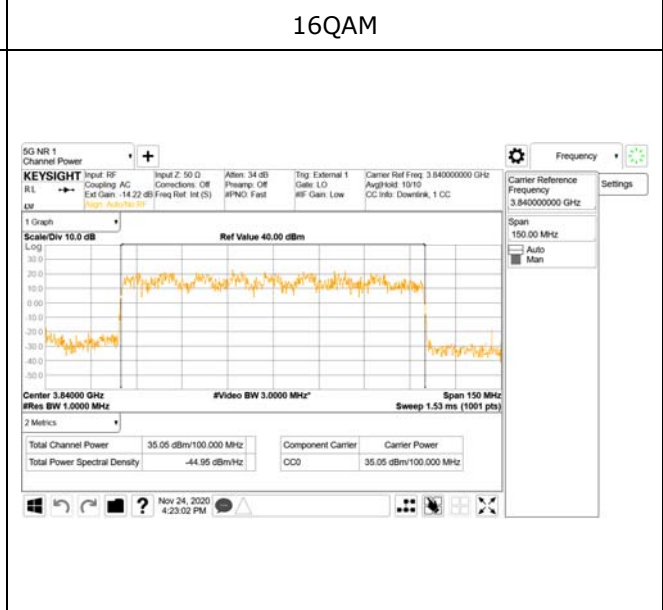 16QAM
5G NR 1
Channel Power
+
Frequency
KEYSIGHT Input: RF Input Z: 50 Ω Atten: 34 dB Trig: External 1 Carrier Ref Freq: 3.840000000 GHz
RL Coupling: AC Corrections: Off Preamp: Off Gate: LO Avg|Hold: 10/10
Ext Gain: -14.22 dB Freq Ref: Int (S) #PNO: Fast #IF Gain: Low CC Info: Downlink, 1 CC
Align: Auto/No RF
Carrier Reference
Frequency
3.840000000 GHz
Settings
Span
150.00 MHz
Auto
Man
1 Graph
Scale/Div 10.0 dB Ref Value 40.00 dBm
Log
30.0
20.0
10.0
0.00
-10.0
-20.0
-30.0
-40.0
-50.0
Center 3.84000 GHz #Video BW 3.0000 MHz* Span 150 MHz
#Res BW 1.0000 MHz Sweep 1.53 ms (1001 pts)
2 Metrics
Total Channel Power 35.05 dBm/100.000 MHz Component Carrier Carrier Power
Total Power Spectral Density -44.95 dBm/Hz CC0 35.05 dBm/100.000 MHz
? Nov 24, 2020
4:23:02 PM